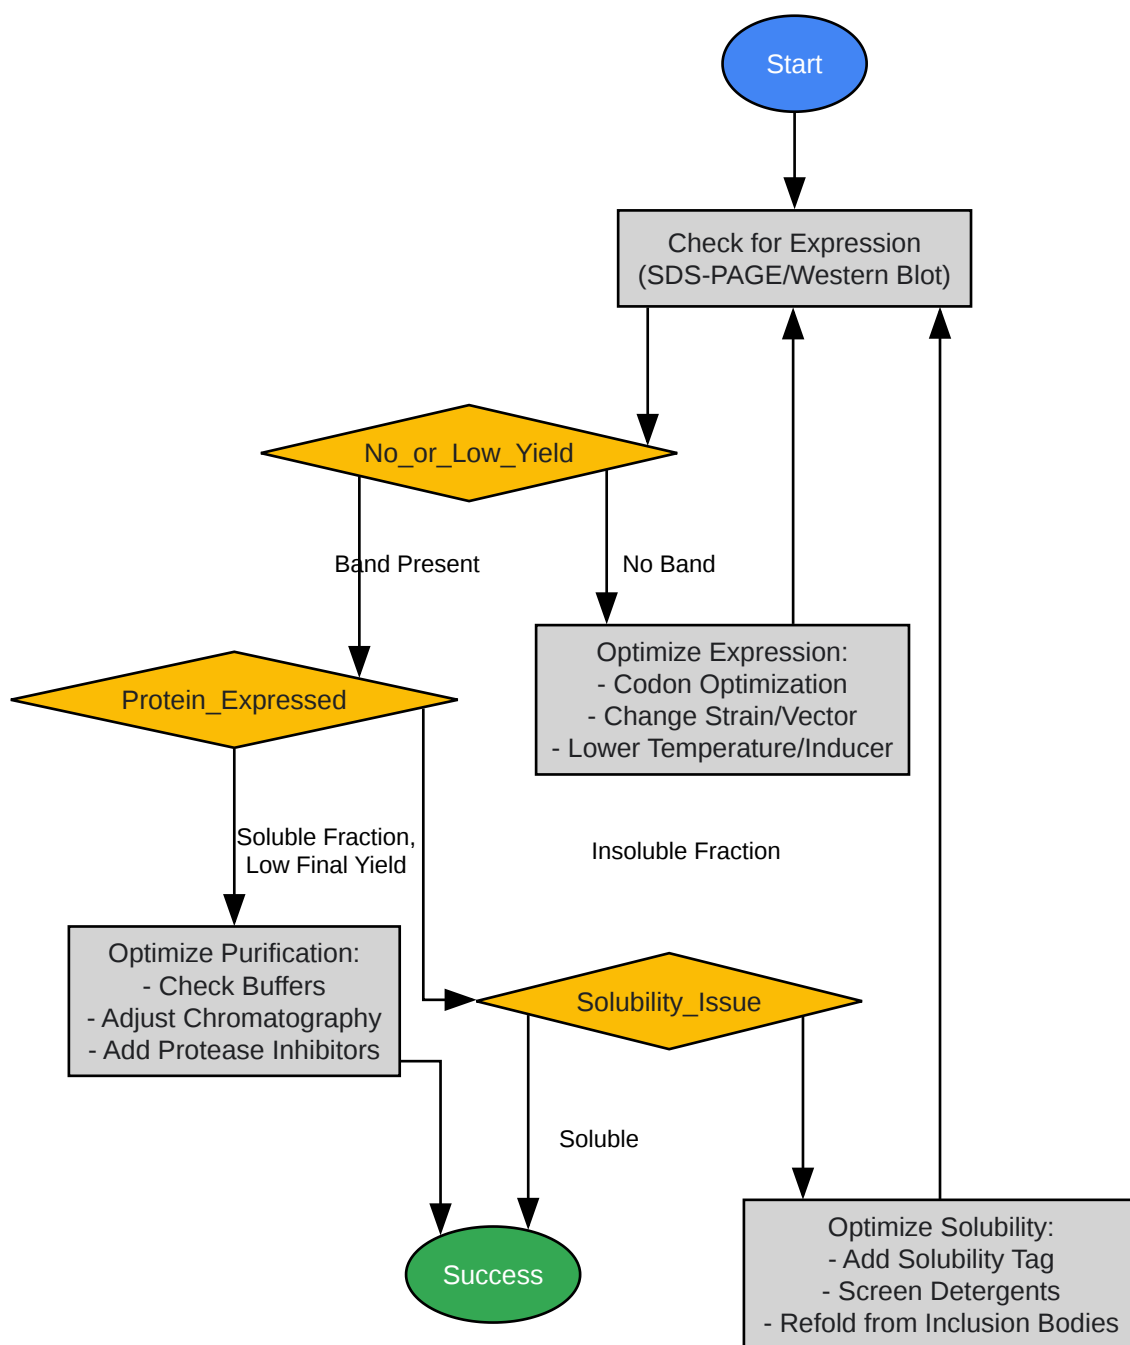 Start
Check for Expression
(SDS-PAGE/Western Blot)
No_or_Low_Yield
Band Present
No Band
Optimize Expression:
- Codon Optimization
- Change Strain/Vector
- Lower Temperature/Inducer
Protein_Expressed
Soluble Fraction,
Low Final Yield
Insoluble Fraction
Optimize Purification:
- Check Buffers
- Adjust Chromatography
- Add Protease Inhibitors
Solubility_Issue
Soluble
Success
Optimize Solubility:
- Add Solubility Tag
- Screen Detergents
- Refold from Inclusion Bodies